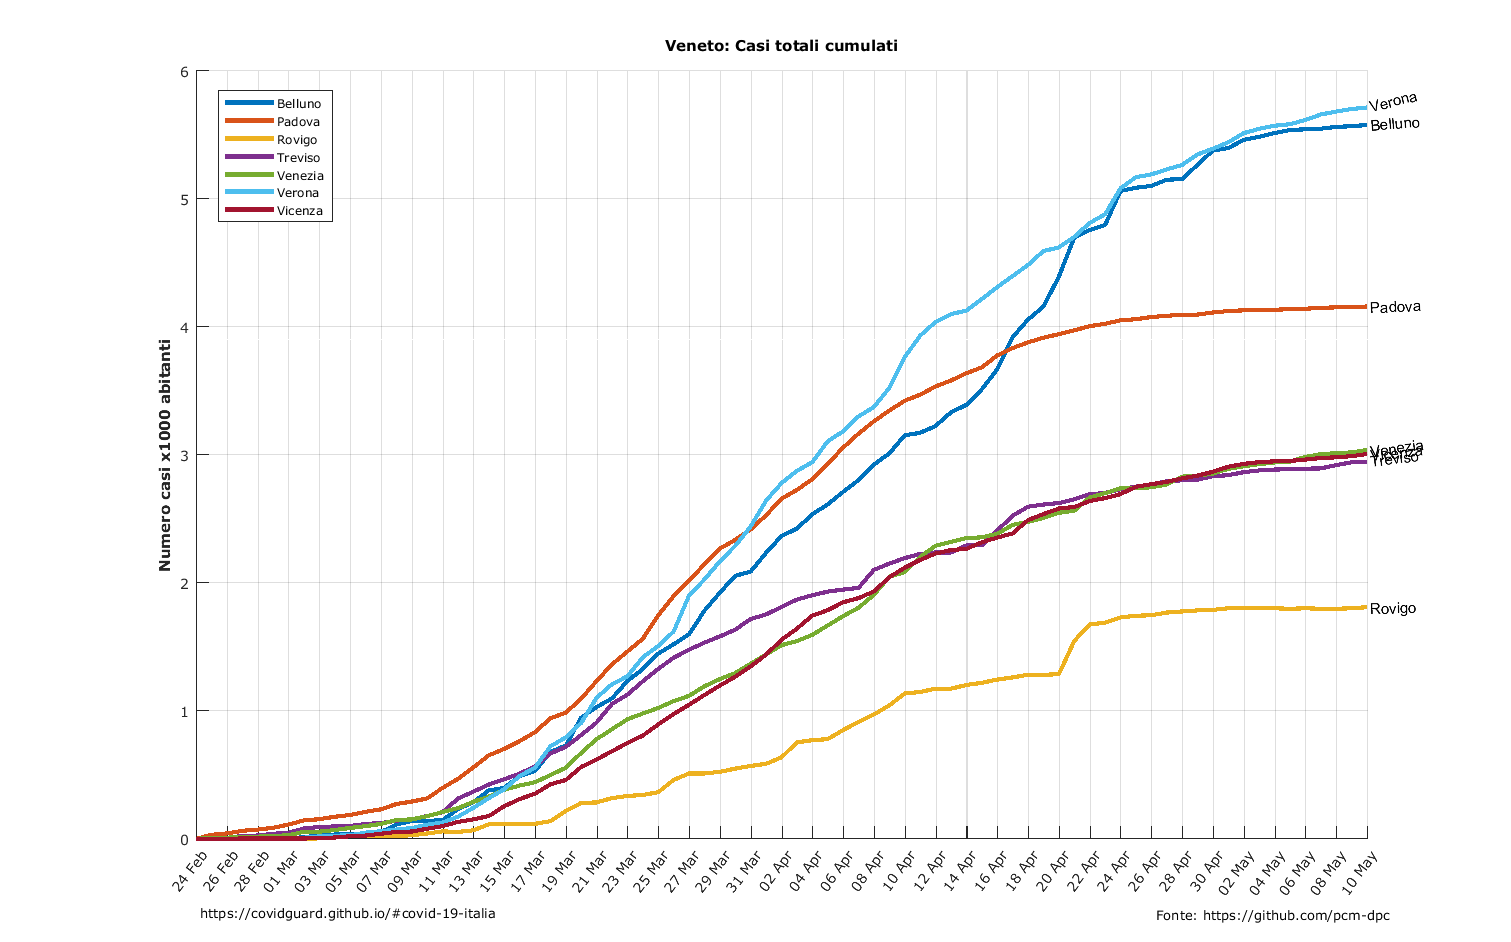 Veneto: Casi totali cumulati
Numero casi x1000 abitanti
6
5
4
3
2
1
0
Belluno
Padova
Rovigo
Treviso
Venezia
Verona
Vicenza
Verona
Belluno
Padova
Venezia
Vicenza
Treviso
Rovigo
24 Feb
26 Feb
28 Feb
01 Mar
03 Mar
05 Mar
07 Mar
09 Mar
11 Mar
13 Mar
15 Mar
17 Mar
19 Mar
21 Mar
23 Mar
25 Mar
27 Mar
29 Mar
31 Mar
02 Apr
04 Apr
06 Apr
08 Apr
10 Apr
12 Apr
14 Apr
16 Apr
18 Apr
20 Apr
22 Apr
24 Apr
26 Apr
28 Apr
30 Apr
02 May
04 May
06 May
08 May
10 May
https://covidguard.github.io/#covid-19-italia
Fonte: https://github.com/pcm-dpc